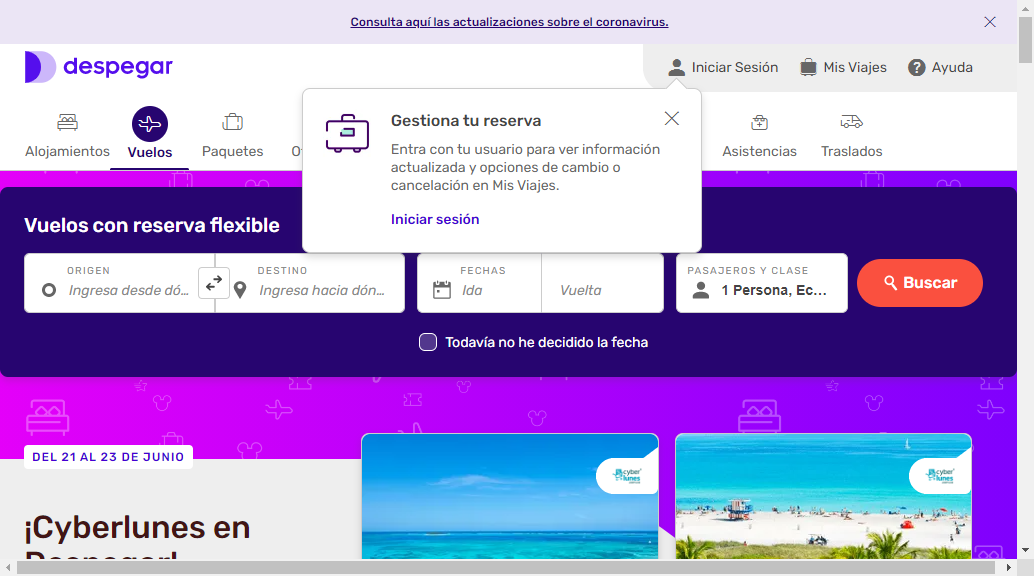 Consulta aquí las actualizaciones sobre el coronavirus.
despegar
Iniciar Sesión
Mis Viajes
? Ayuda
Alojamientos
Vuelos
Paquetes
Asistencias
Traslados
Gestiona tu reserva
Entra con tu usuario para ver información
actualizada y opciones de cambio o
cancelación en Mis Viajes.
Iniciar sesión
Vuelos con reserva flexible
ORIGEN
Ingresa desde dó...
DESTINO
Ingresa hacia dón...
FECHAS
Ida
Vuelta
PASAJEROS Y CLASE
1 Persona, Ec...
Buscar
Todavía no he decidido la fecha
DEL 21 AL 23 DE JUNIO
cyber
lunes
cyber
lunes
¡Cyberlunes en
Despegar!